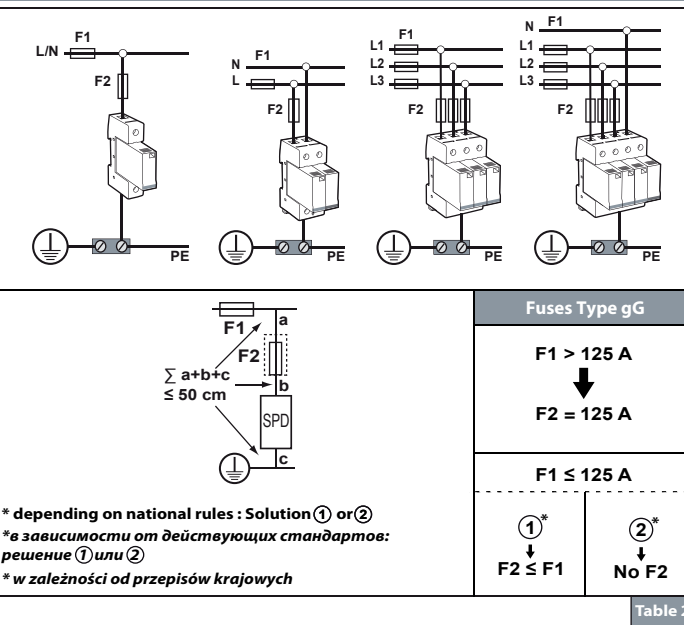 F1
L/N
F2
PE
N F1
L
F2
PE
F1
L1
L2
L3
F2
PE
N F1
L1
L2
L3
F2
PE
F1
a
F2
∑ a+b+c
≤ 50 cm
b
SPD
c
* depending on national rules : Solution ① or ②
*в зависимости от действующих стандартов:
решение ① или ②
* w zależności od przepisów krajowych
Fuses Type gG
F1 > 125 A
F2 = 125 A
F1 ≤ 125 A
①*
F2 ≤ F1
②*
No F2
Table 2